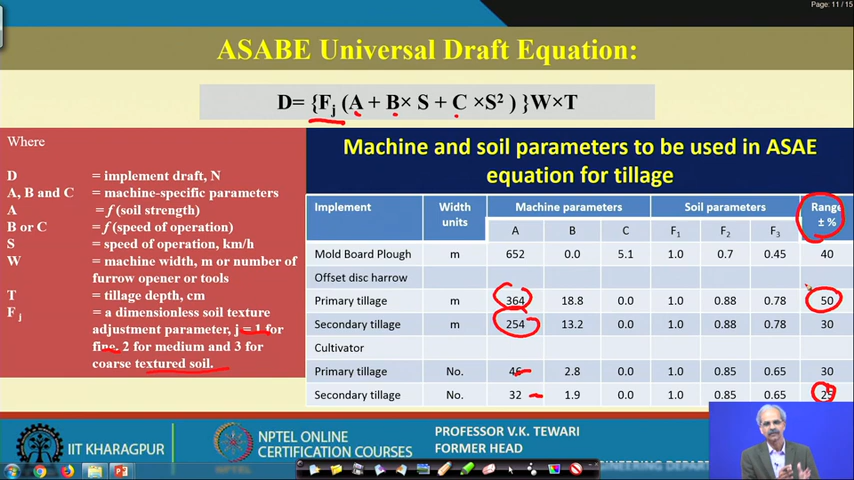 Page: 11 / 15
ASABE Universal Draft Equation:
D= {Fj (A + B× S + C ×S² ) }W×T
Where
D = implement draft, N
A, B and C = machine-specific parameters
A = f (soil strength)
B or C = f (speed of operation)
S = speed of operation, km/h
W = machine width, m or number of
furrow opener or tools
T = tillage depth, cm
F j = a dimensionless soil texture
adjustment parameter, j = 1 for
fine, 2 for medium and 3 for
coarse textured soil.
Machine and soil parameters to be used in ASAE
equation for tillage
Implement Width units Machine parameters Soil parameters Range ± %
A B C F1 F2 F3
Mold Board Plough m 652 0.0 5.1 1.0 0.7 0.45 40
Offset disc harrow
Primary tillage m 364 18.8 0.0 1.0 0.88 0.78 50
Secondary tillage m 254 13.2 0.0 1.0 0.88 0.78 30
Cultivator
Primary tillage No. 46 2.8 0.0 1.0 0.85 0.65 30
Secondary tillage No. 32 1.9 0.0 1.0 0.85 0.65 25
IIT KHARAGPUR
NPTEL ONLINE
CERTIFICATION COURSES
PROFESSOR V.K. TEWARI
FORMER HEAD